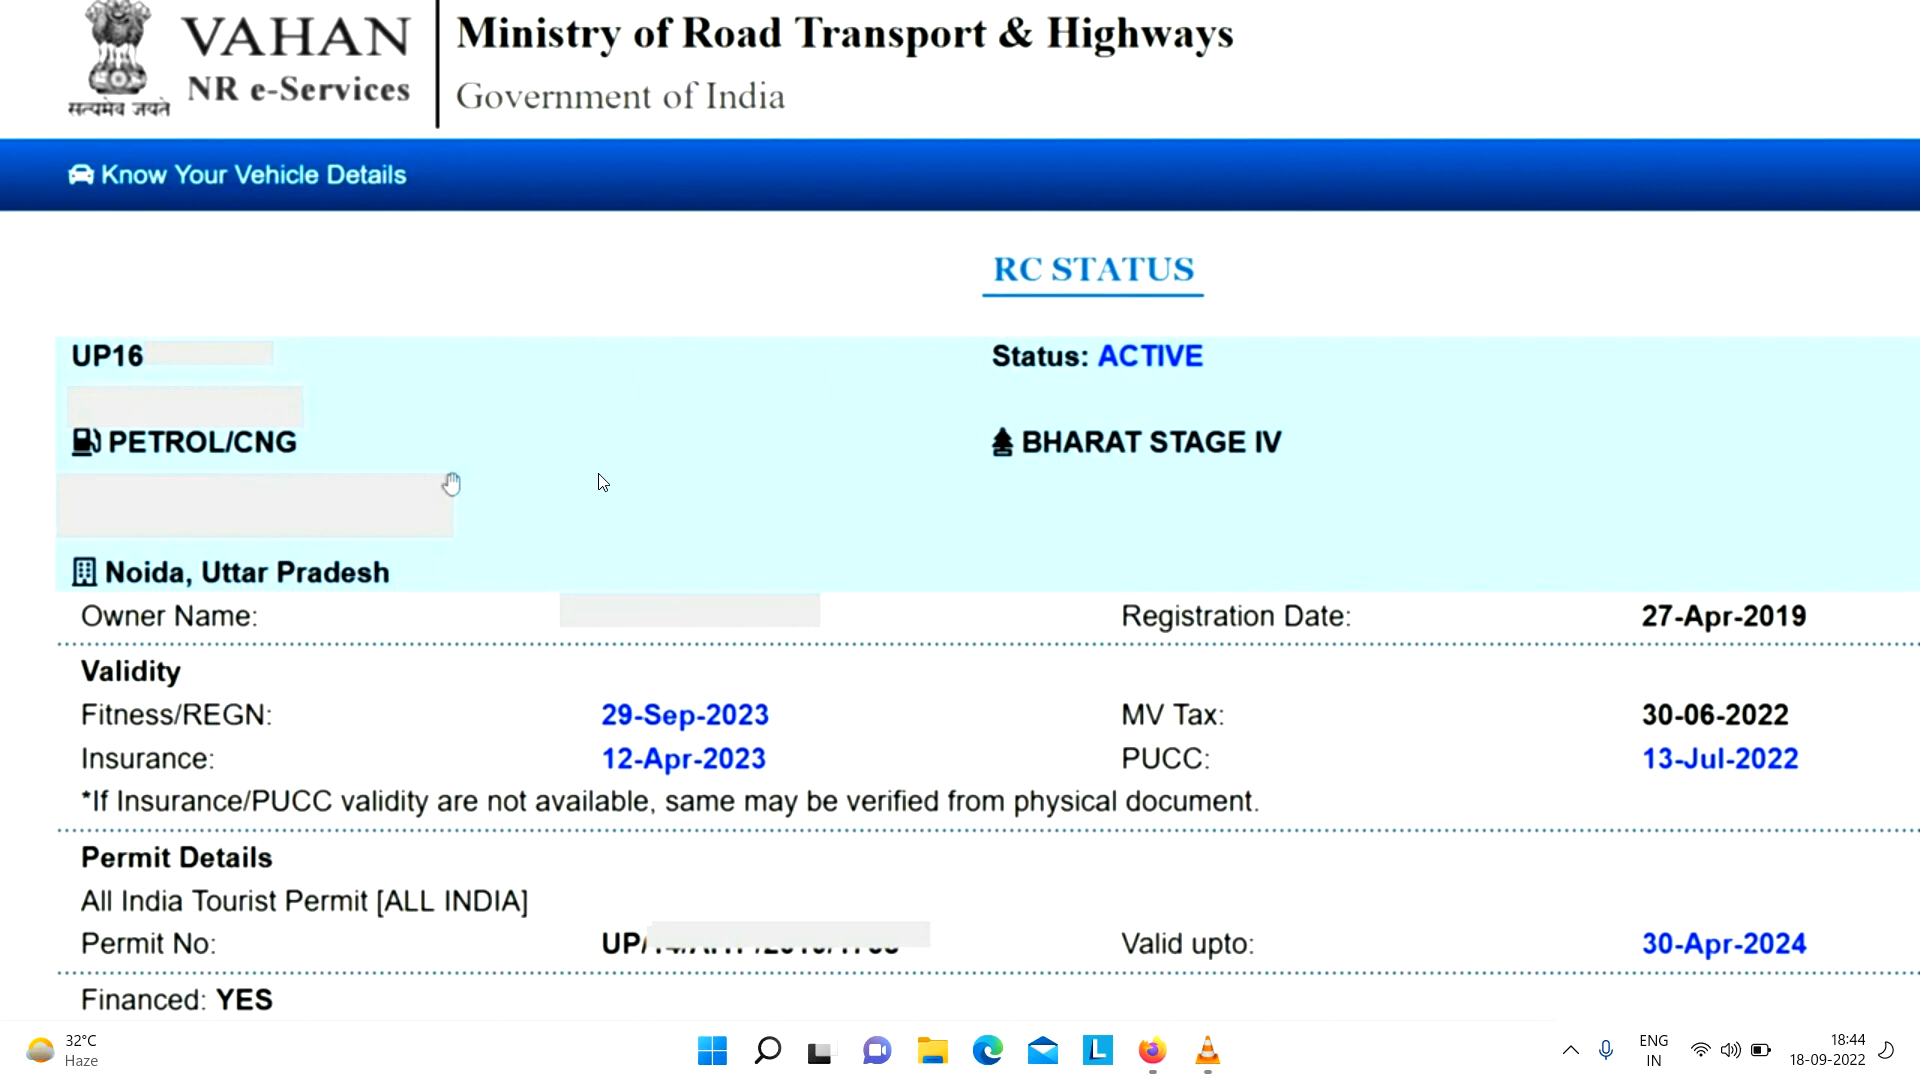 VAHAN
NR e-Services
सत्यमेव जयते
Ministry of Road Transport & Highways
Government of India
Know Your Vehicle Details
RC STATUS
UP16
Status: ACTIVE
PETROL/CNG
BHARAT STAGE IV
Noida, Uttar Pradesh
Owner Name:
Registration Date: 27-Apr-2019
Validity
Fitness/REGN: 29-Sep-2023
MV Tax: 30-06-2022
Insurance: 12-Apr-2023
PUCC: 13-Jul-2022
*If Insurance/PUCC validity are not available, same may be verified from physical document.
Permit Details
All India Tourist Permit [ALL INDIA]
Permit No: UP/
Valid upto: 30-Apr-2024
Financed: YES
32°C
Haze
L
ENG
IN
18:44
18-09-2022